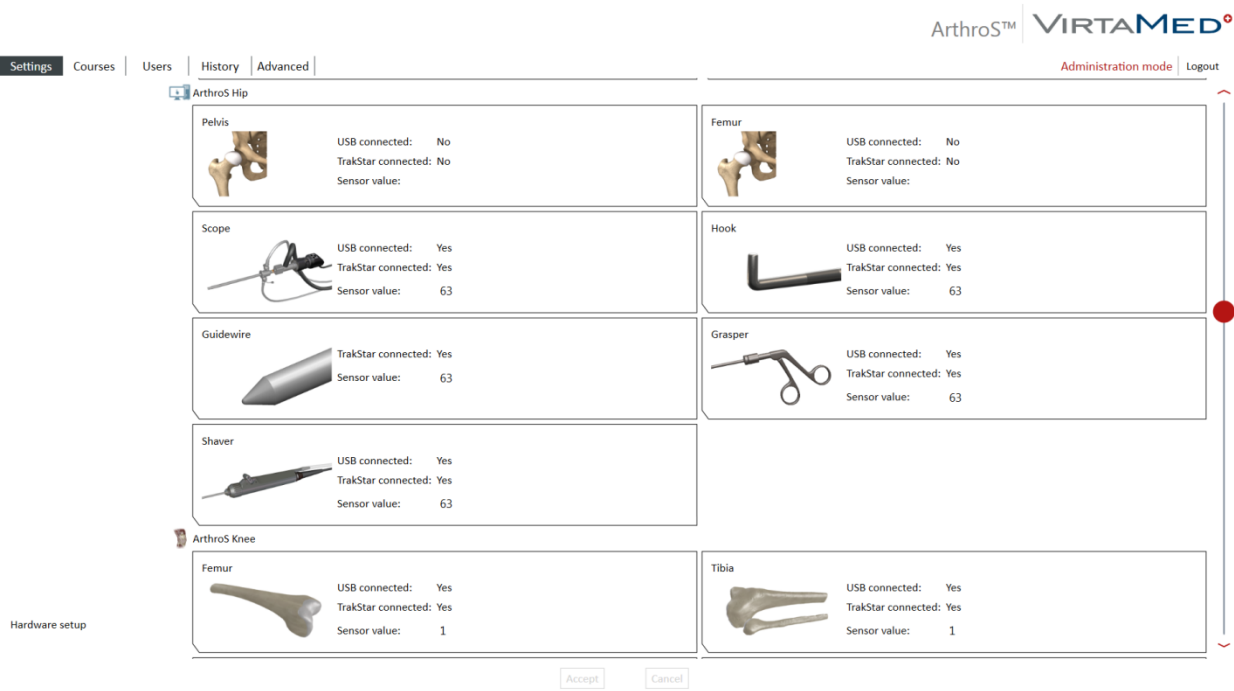 ArthroS™ VIRTAMED
Settings Courses Users History Advanced Administration mode Logout
ArthroS Hip
Pelvis
USB connected: No
TrakStar connected: No
Sensor value:
Femur
USB connected: No
TrakStar connected: No
Sensor value:
Scope
USB connected: Yes
TrakStar connected: Yes
Sensor value: 63
Hook
USB connected: Yes
TrakStar connected: Yes
Sensor value: 63
Guidewire
TrakStar connected: Yes
Sensor value: 63
Grasper
USB connected: Yes
TrakStar connected: Yes
Sensor value: 63
Shaver
USB connected: Yes
TrakStar connected: Yes
Sensor value: 63
ArthroS Knee
Femur
USB connected: Yes
TrakStar connected: Yes
Sensor value: 1
Tibia
USB connected: Yes
TrakStar connected: Yes
Sensor value: 1
Hardware setup
Accept Cancel